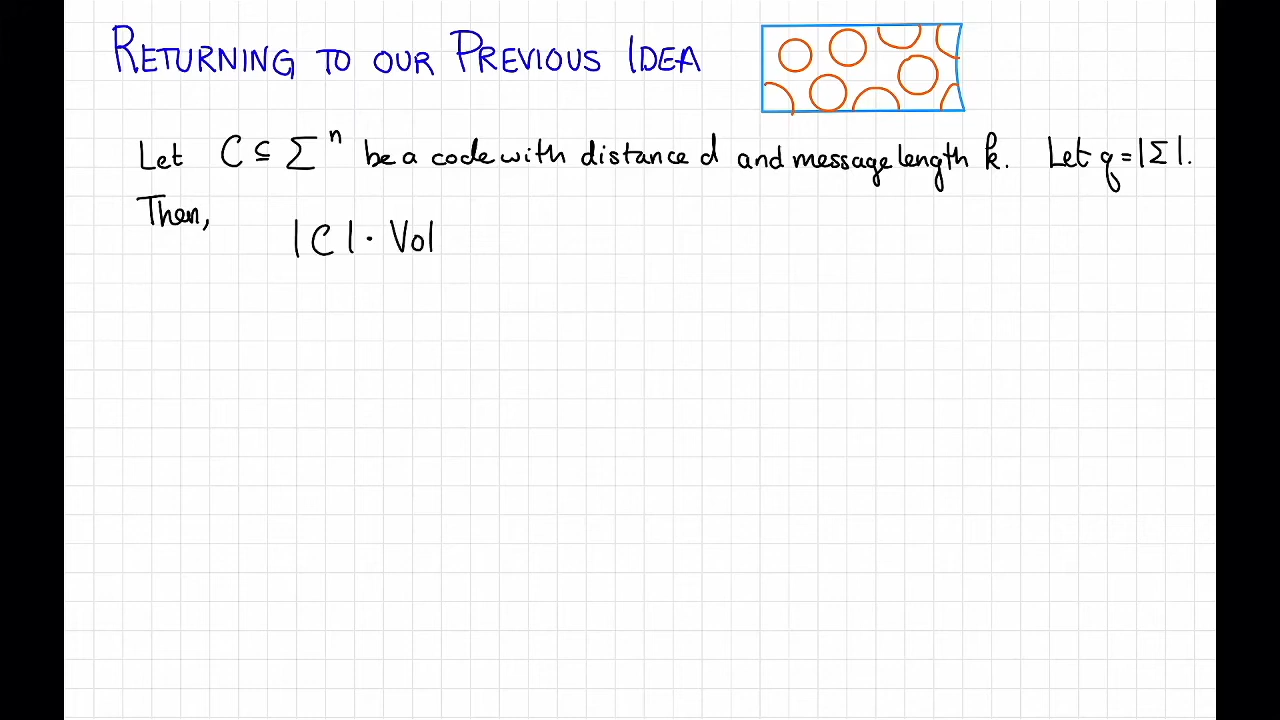 RETURNING TO OUR PREVIOUS IDEA
Let C ⊆ Σ^n be a code with distance d and message length k. Let q = |Σ|.
Then,
|C| · Vol